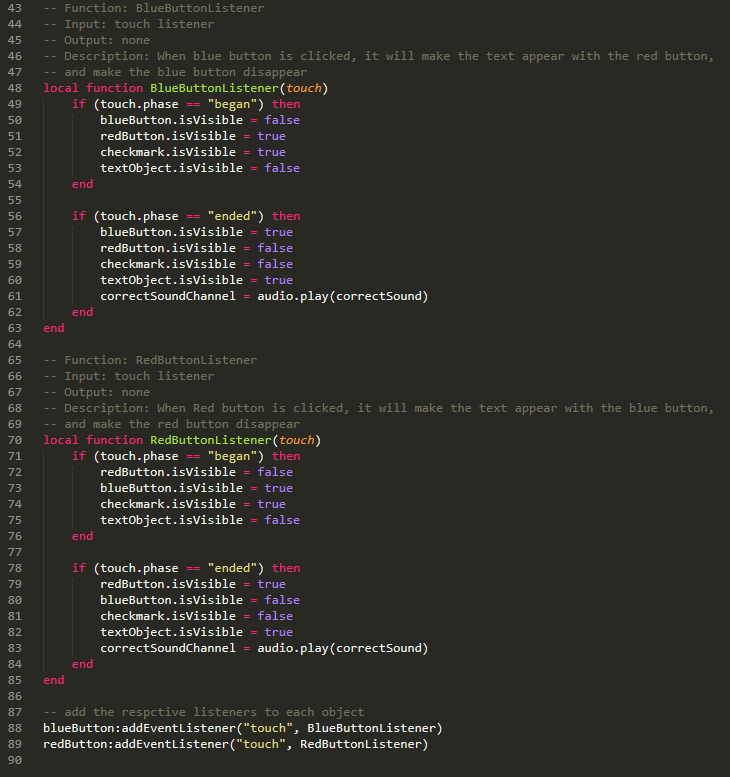 43 -- Function: BlueButtonListener
44 -- Input: touch listener
45 -- Output: none
46 -- Description: When blue button is clicked, it will make the text appear with the red button,
47 -- and make the blue button disappear
48 local function BlueButtonListener(touch)
49     if (touch.phase == "began") then
50         blueButton.isVisible = false
51         redButton.isVisible = true
52         checkmark.isVisible = true
53         textObject.isVisible = false
54     end
55
56     if (touch.phase == "ended") then
57         blueButton.isVisible = true
58         redButton.isVisible = false
59         checkmark.isVisible = false
60         textObject.isVisible = true
61         correctSoundChannel = audio.play(correctSound)
62     end
63 end
64
65 -- Function: RedButtonListener
66 -- Input: touch listener
67 -- Output: none
68 -- Description: When Red button is clicked, it will make the text appear with the blue button,
69 -- and make the red button disappear
70 local function RedButtonListener(touch)
71     if (touch.phase == "began") then
72         redButton.isVisible = false
73         blueButton.isVisible = true
74         checkmark.isVisible = true
75         textObject.isVisible = false
76     end
77
78     if (touch.phase == "ended") then
79         redButton.isVisible = true
80         blueButton.isVisible = false
81         checkmark.isVisible = false
82         textObject.isVisible = true
83         correctSoundChannel = audio.play(correctSound)
84     end
85 end
86
87 -- add the respctive listeners to each object
88 blueButton:addEventListener("touch", BlueButtonListener)
89 redButton:addEventListener("touch", RedButtonListener)
90